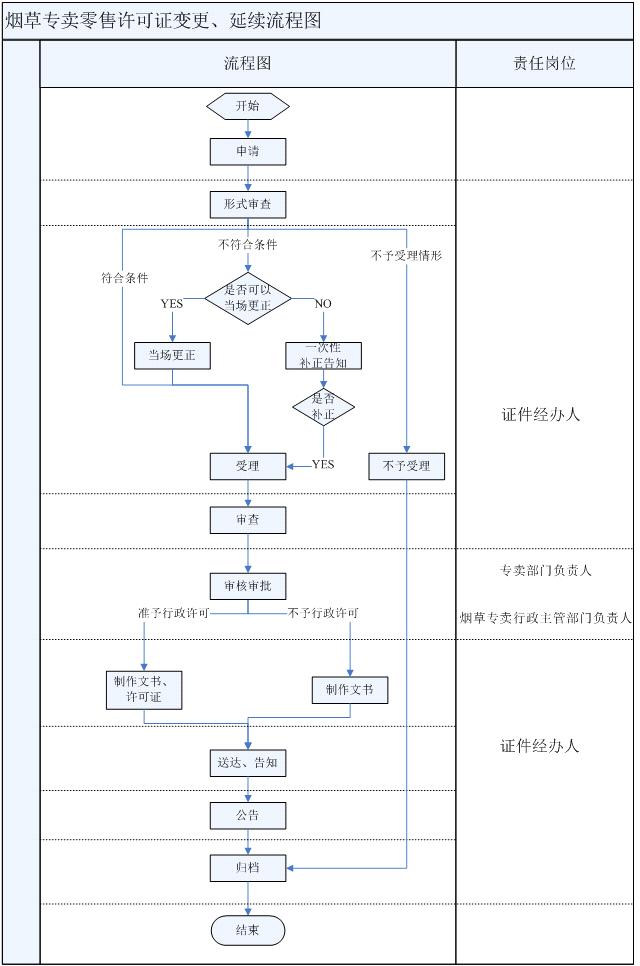 烟草专卖零售许可证变更、延续流程图
流程图
责任岗位
开始
申请
形式审查
不符合条件
不予受理情形
符合条件
是否可以
当场更正
YES
NO
当场更正
一次性
补正告知
是否
补正
证件经办人
YES
受理
不予受理
审查
专卖部门负责人
审核审批
准予行政许可
不予行政许可
烟草专卖行政主管部门负责人
制作文书、
许可证
制作文书
证件经办人
送达、告知
公告
归档
结束